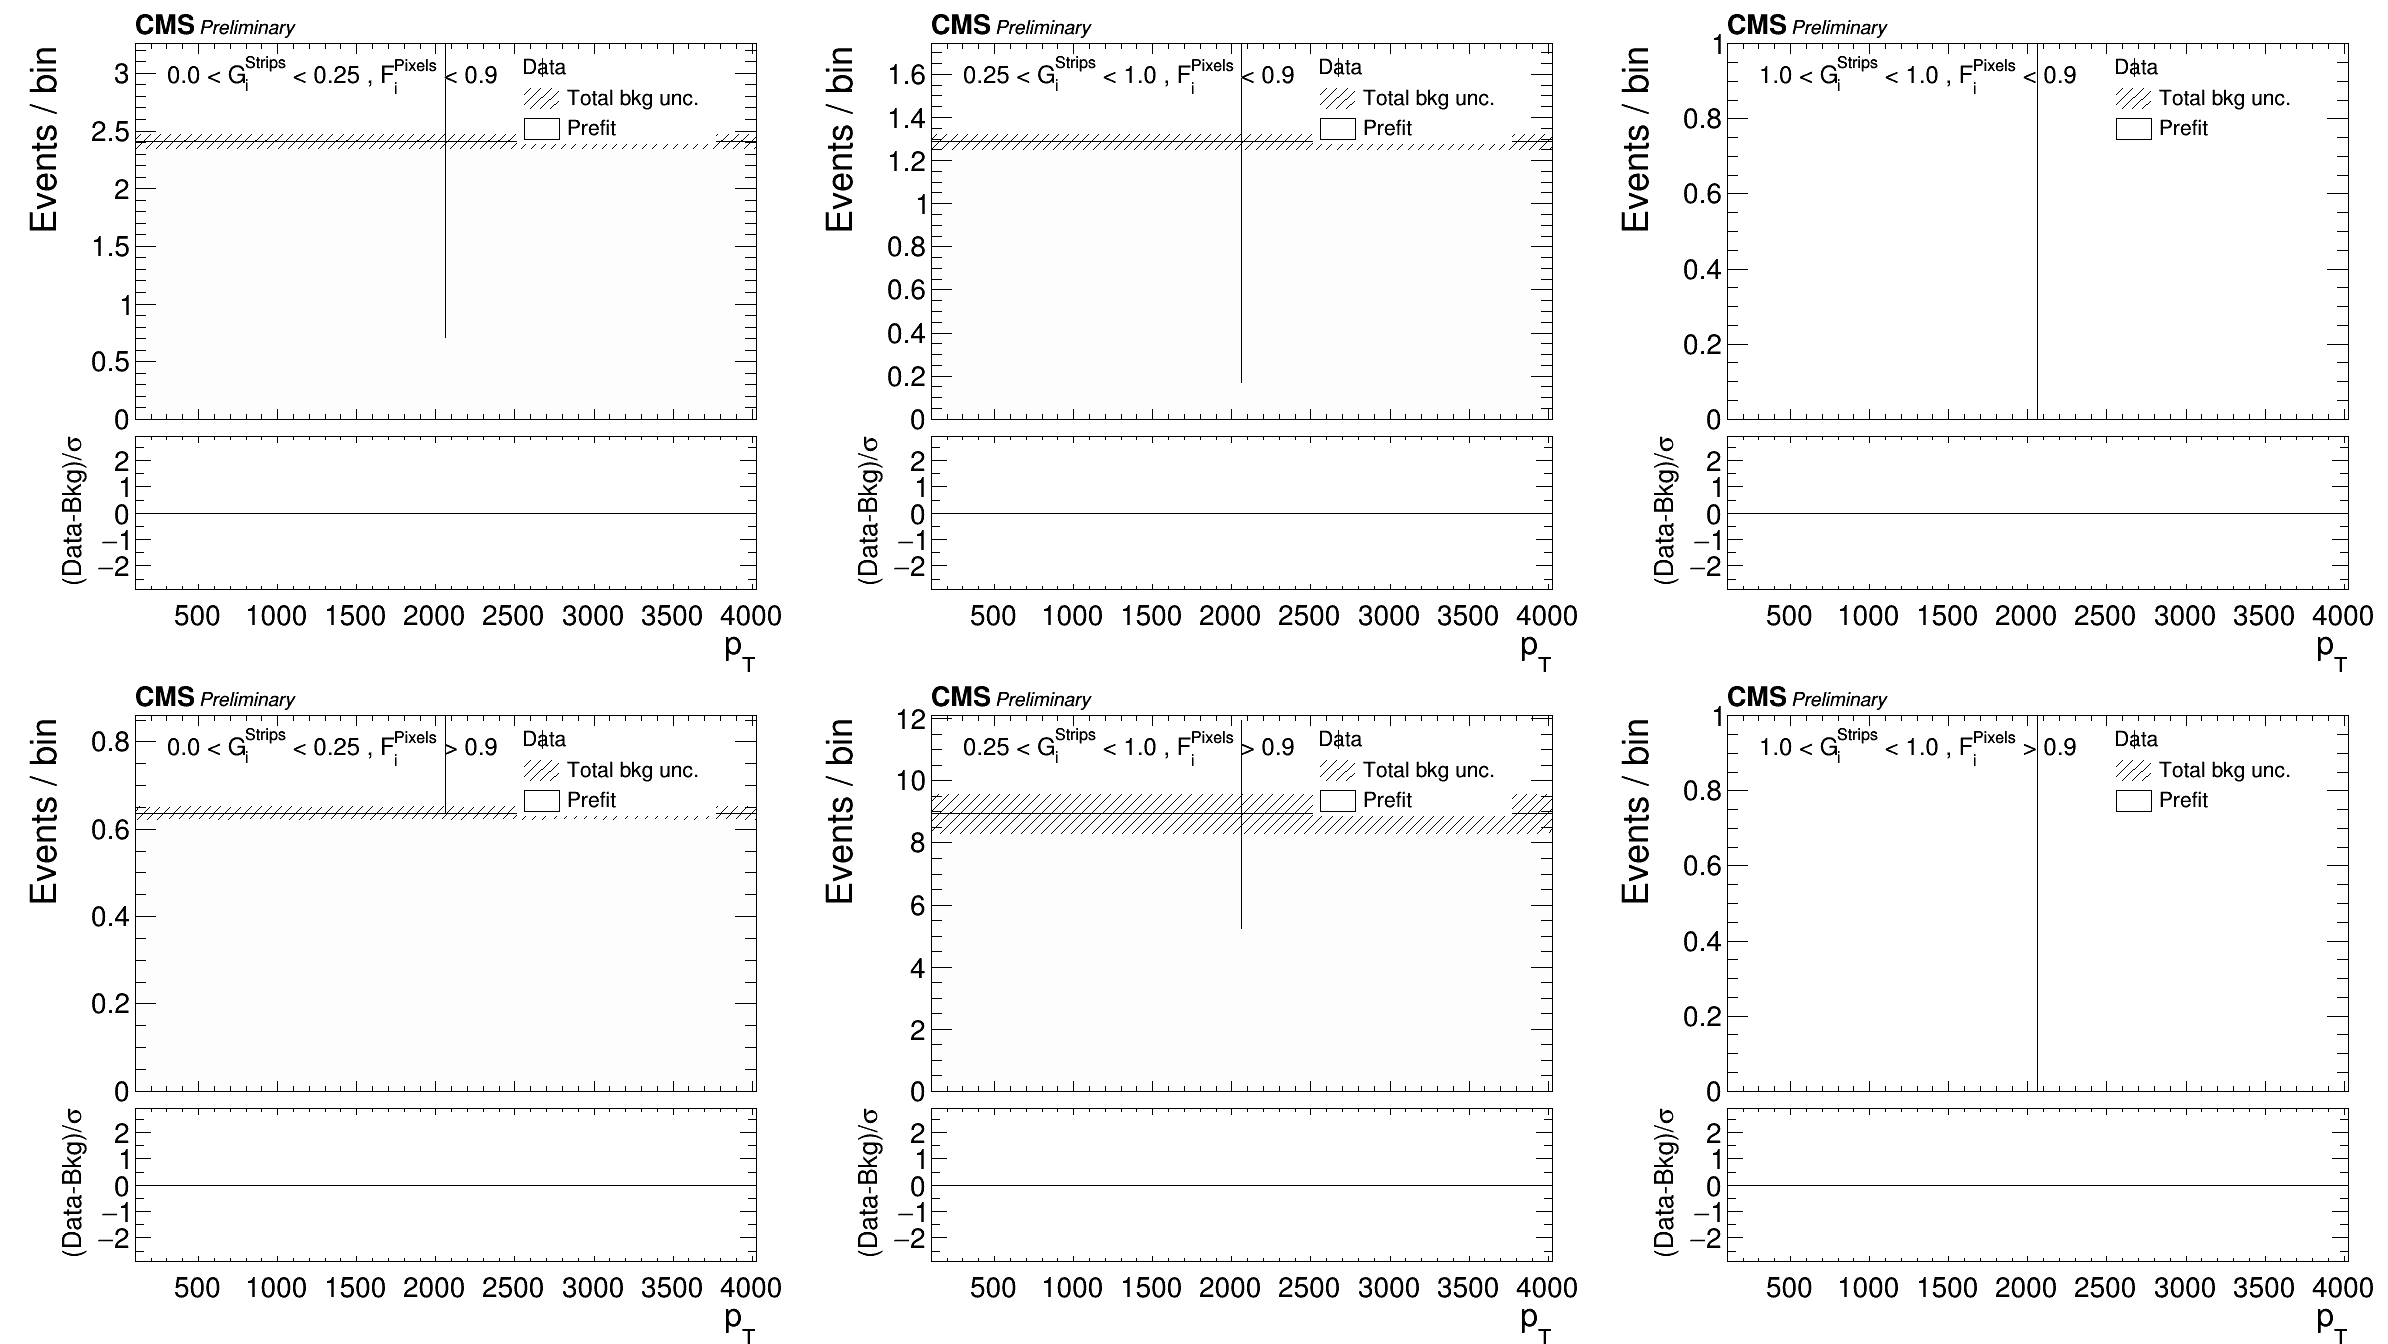 CMS Preliminary
Events / bin
0.0 < G_i^Strips < 0.25 , F_i^Pixels < 0.9
Data
Total bkg unc.
Prefit
3
2.5
2
1.5
1
0.5
0
(Data-Bkg)/σ
2
1
0
−1
−2
500 1000 1500 2000 2500 3000 3500 4000
p_T
CMS Preliminary
Events / bin
0.25 < G_i^Strips < 1.0 , F_i^Pixels < 0.9
Data
Total bkg unc.
Prefit
1.6
1.4
1.2
1
0.8
0.6
0.4
0.2
0
(Data-Bkg)/σ
2
1
0
−1
−2
500 1000 1500 2000 2500 3000 3500 4000
p_T
CMS Preliminary
Events / bin
1.0 < G_i^Strips < 1.0 , F_i^Pixels < 0.9
Data
Total bkg unc.
Prefit
1
0.8
0.6
0.4
0.2
0
(Data-Bkg)/σ
2
1
0
−1
−2
500 1000 1500 2000 2500 3000 3500 4000
p_T
CMS Preliminary
Events / bin
0.0 < G_i^Strips < 0.25 , F_i^Pixels > 0.9
Data
Total bkg unc.
Prefit
0.8
0.6
0.4
0.2
0
(Data-Bkg)/σ
2
1
0
−1
−2
500 1000 1500 2000 2500 3000 3500 4000
p_T
CMS Preliminary
Events / bin
0.25 < G_i^Strips < 1.0 , F_i^Pixels > 0.9
Data
Total bkg unc.
Prefit
12
10
8
6
4
2
0
(Data-Bkg)/σ
2
1
0
−1
−2
500 1000 1500 2000 2500 3000 3500 4000
p_T
CMS Preliminary
Events / bin
1.0 < G_i^Strips < 1.0 , F_i^Pixels > 0.9
Data
Total bkg unc.
Prefit
1
0.8
0.6
0.4
0.2
0
(Data-Bkg)/σ
2
1
0
−1
−2
500 1000 1500 2000 2500 3000 3500 4000
p_T